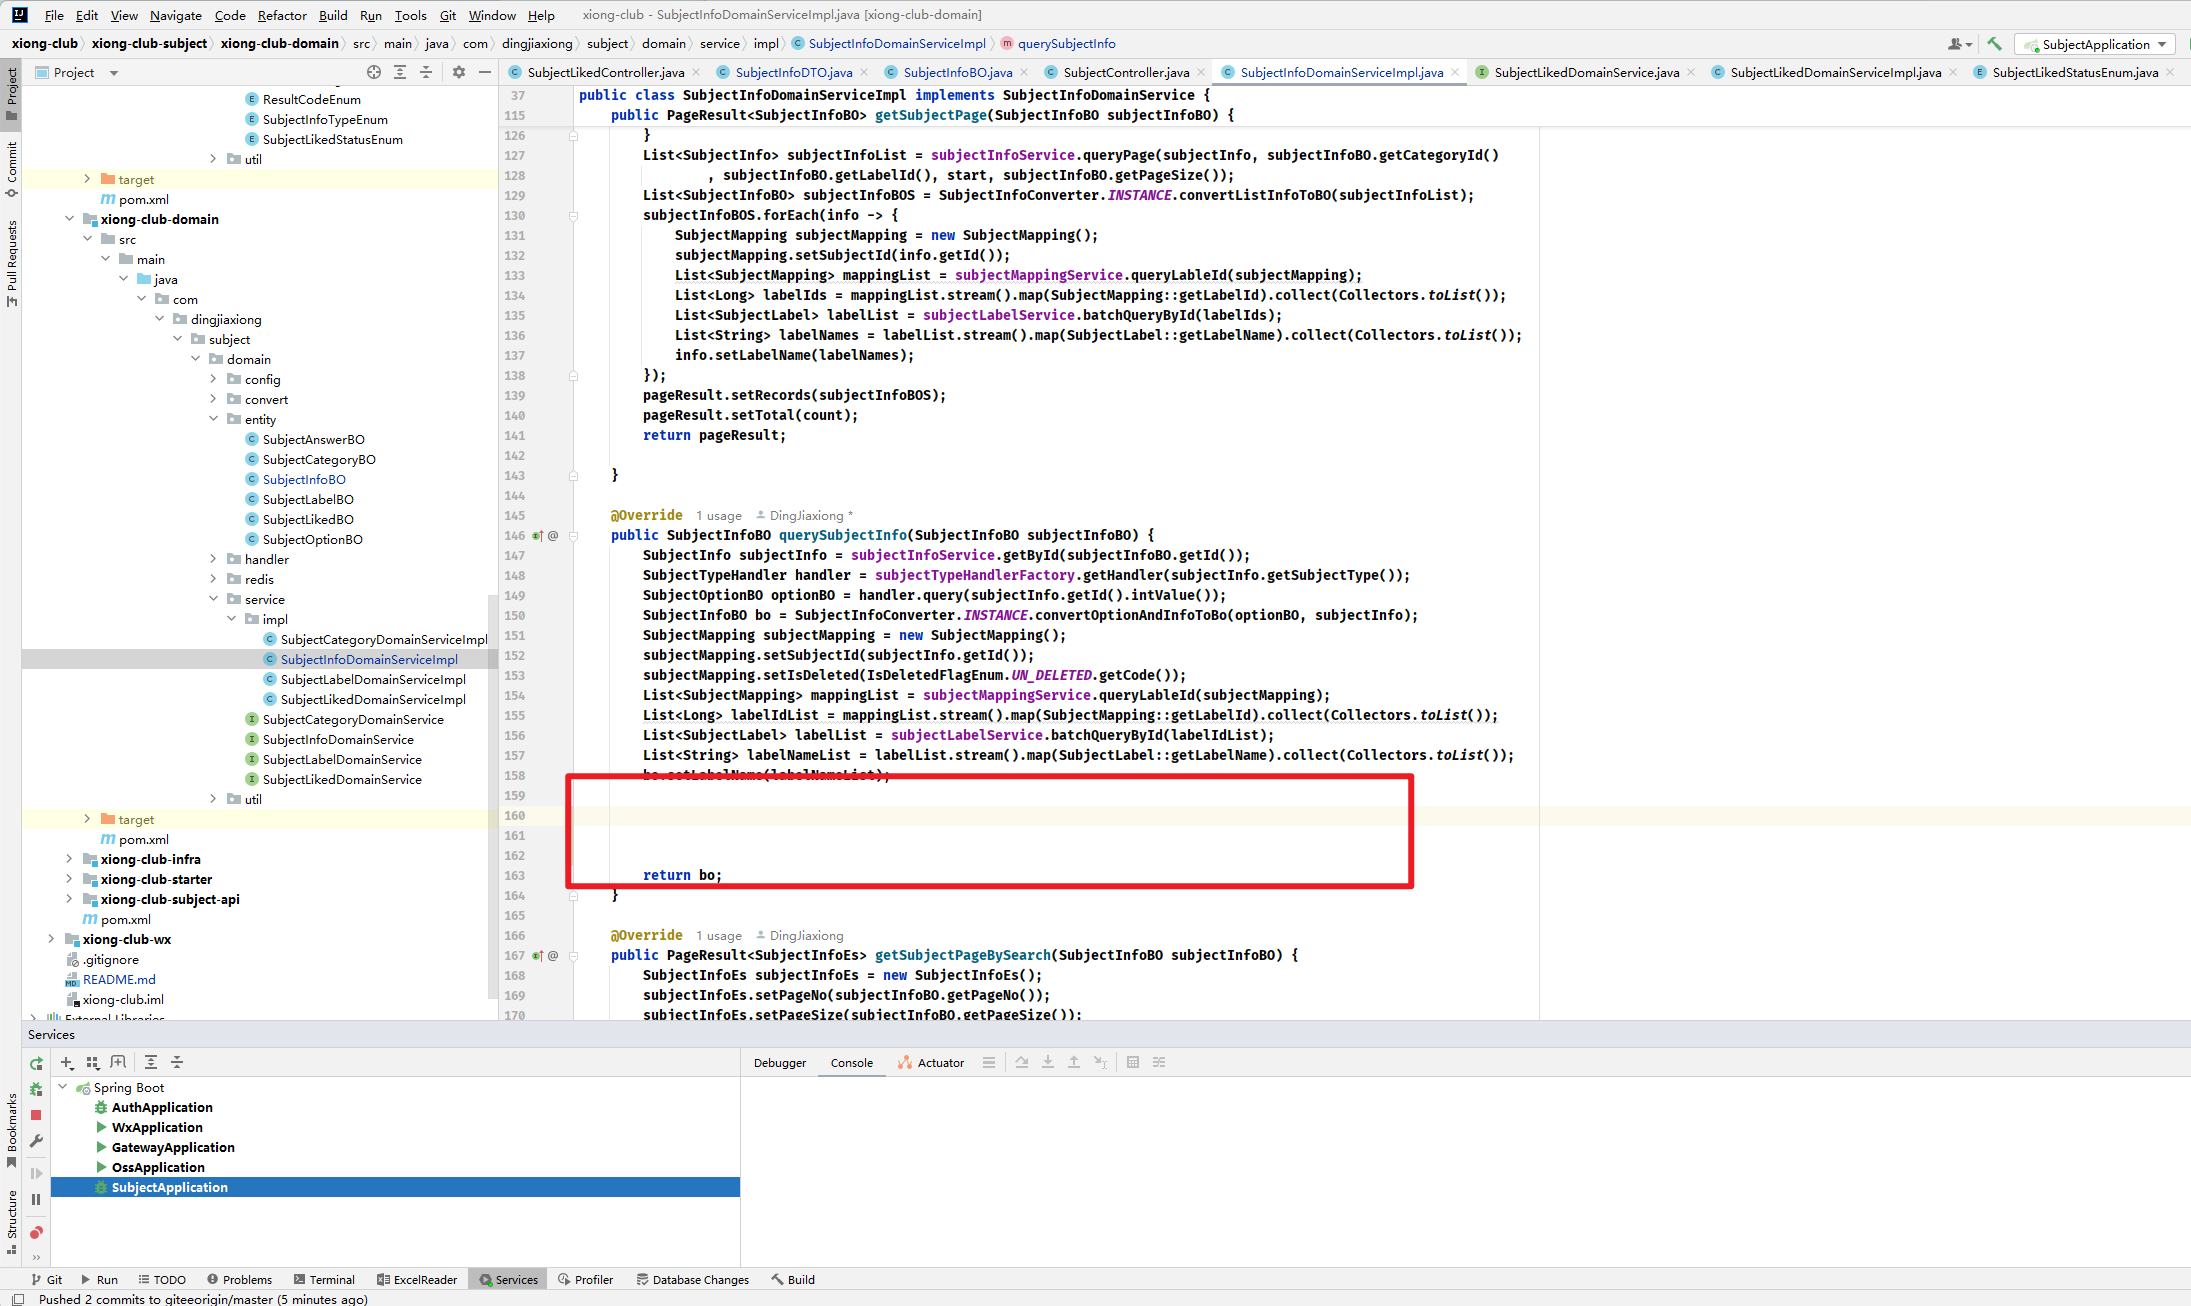 File Edit View Navigate Code Refactor Build Run Tools Git Window Help xiong-club - SubjectInfoDomainServiceImpl.java [xiong-club-domain]
xiong-club xiong-club-subject xiong-club-domain src main java com dingjiaxiong subject domain service impl SubjectInfoDomainServiceImpl querySubjectInfo SubjectApplication
Project
SubjectLikedController.java SubjectInfoDTO.java SubjectInfoBO.java SubjectController.java SubjectInfoDomainServiceImpl.java SubjectLikedDomainService.java SubjectLikedDomainServiceImpl.java SubjectLikedStatusEnum.java
Project
Commit
Pull Requests
Bookmarks
Structure
ResultCodeEnum
SubjectInfoTypeEnum
SubjectLikedStatusEnum
util
target
pom.xml
xiong-club-domain
src
main
java
com
dingjiaxiong
subject
domain
config
convert
entity
SubjectAnswerBO
SubjectCategoryBO
SubjectInfoBO
SubjectLabelBO
SubjectLikedBO
SubjectOptionBO
handler
redis
service
impl
SubjectCategoryDomainServiceImpl
SubjectInfoDomainServiceImpl
SubjectLabelDomainServiceImpl
SubjectLikedDomainServiceImpl
SubjectCategoryDomainService
SubjectInfoDomainService
SubjectLabelDomainService
SubjectLikedDomainService
util
target
pom.xml
xiong-club-infra
xiong-club-starter
xiong-club-subject-api
pom.xml
xiong-club-wx
.gitignore
README.md
xiong-club.iml
External Libraries
37 public class SubjectInfoDomainServiceImpl implements SubjectInfoDomainService {
115 public PageResult<SubjectInfoBO> getSubjectPage(SubjectInfoBO subjectInfoBO) {
126 }
127 List<SubjectInfo> subjectInfoList = subjectInfoService.queryPage(subjectInfo, subjectInfoBO.getCategoryId()
128 , subjectInfoBO.getLabelId(), start, subjectInfoBO.getPageSize());
129 List<SubjectInfoBO> subjectInfoBOS = SubjectInfoConverter.INSTANCE.convertListInfoToBO(subjectInfoList);
130 subjectInfoBOS.forEach(info -> {
131 SubjectMapping subjectMapping = new SubjectMapping();
132 subjectMapping.setSubjectId(info.getId());
133 List<SubjectMapping> mappingList = subjectMappingService.queryLableId(subjectMapping);
134 List<Long> labelIds = mappingList.stream().map(SubjectMapping::getLabelId).collect(Collectors.toList());
135 List<SubjectLabel> labelList = subjectLabelService.batchQueryById(labelIds);
136 List<String> labelNames = labelList.stream().map(SubjectLabel::getLabelName).collect(Collectors.toList());
137 info.setLabelName(labelNames);
138 });
139 pageResult.setRecords(subjectInfoBOS);
140 pageResult.setTotal(count);
141 return pageResult;
142
143 }
144
145 @Override 1 usage DingJiaxiong *
146 @ public SubjectInfoBO querySubjectInfo(SubjectInfoBO subjectInfoBO) {
147 SubjectInfo subjectInfo = subjectInfoService.getById(subjectInfoBO.getId());
148 SubjectTypeHandler handler = subjectTypeHandlerFactory.getHandler(subjectInfo.getSubjectType());
149 SubjectOptionBO optionBO = handler.query(subjectInfo.getId().intValue());
150 SubjectInfoBO bo = SubjectInfoConverter.INSTANCE.convertOptionAndInfoToBo(optionBO, subjectInfo);
151 SubjectMapping subjectMapping = new SubjectMapping();
152 subjectMapping.setSubjectId(subjectInfo.getId());
153 subjectMapping.setIsDeleted(IsDeletedFlagEnum.UN_DELETED.getCode());
154 List<SubjectMapping> mappingList = subjectMappingService.queryLableId(subjectMapping);
155 List<Long> labelIdList = mappingList.stream().map(SubjectMapping::getLabelId).collect(Collectors.toList());
156 List<SubjectLabel> labelList = subjectLabelService.batchQueryById(labelIdList);
157 List<String> labelNameList = labelList.stream().map(SubjectLabel::getLabelName).collect(Collectors.toList());
158 bo.setLabelName(labelNameList);
159
160
161
162
163 return bo;
164 }
165
166 @Override 1 usage DingJiaxiong
167 @ public PageResult<SubjectInfoEs> getSubjectPageBySearch(SubjectInfoBO subjectInfoBO) {
168 SubjectInfoEs subjectInfoEs = new SubjectInfoEs();
169 subjectInfoEs.setPageNo(subjectInfoBO.getPageNo());
170 subjectInfoEs.setPageSize(subjectInfoBO.getPageSize());
Services
Debugger Console Actuator
Spring Boot
AuthApplication
WxApplication
GatewayApplication
OssApplication
SubjectApplication
Git Run TODO Problems Terminal ExcelReader Services Profiler Database Changes Build
Pushed 2 commits to giteeorigin/master (5 minutes ago)